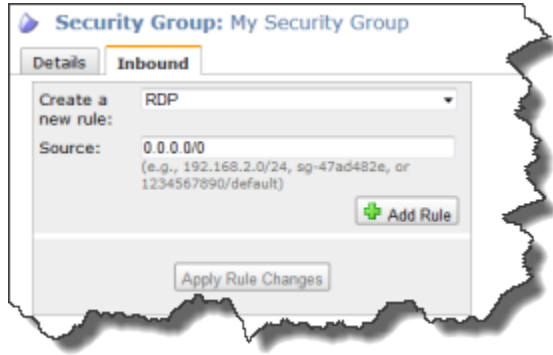 Security Group: My Security Group
Details Inbound
Create a new rule: RDP
Source: 0.0.0.0/0
(e.g., 192.168.2.0/24, sg-47ad482e, or
1234567890/default)
Add Rule
Apply Rule Changes